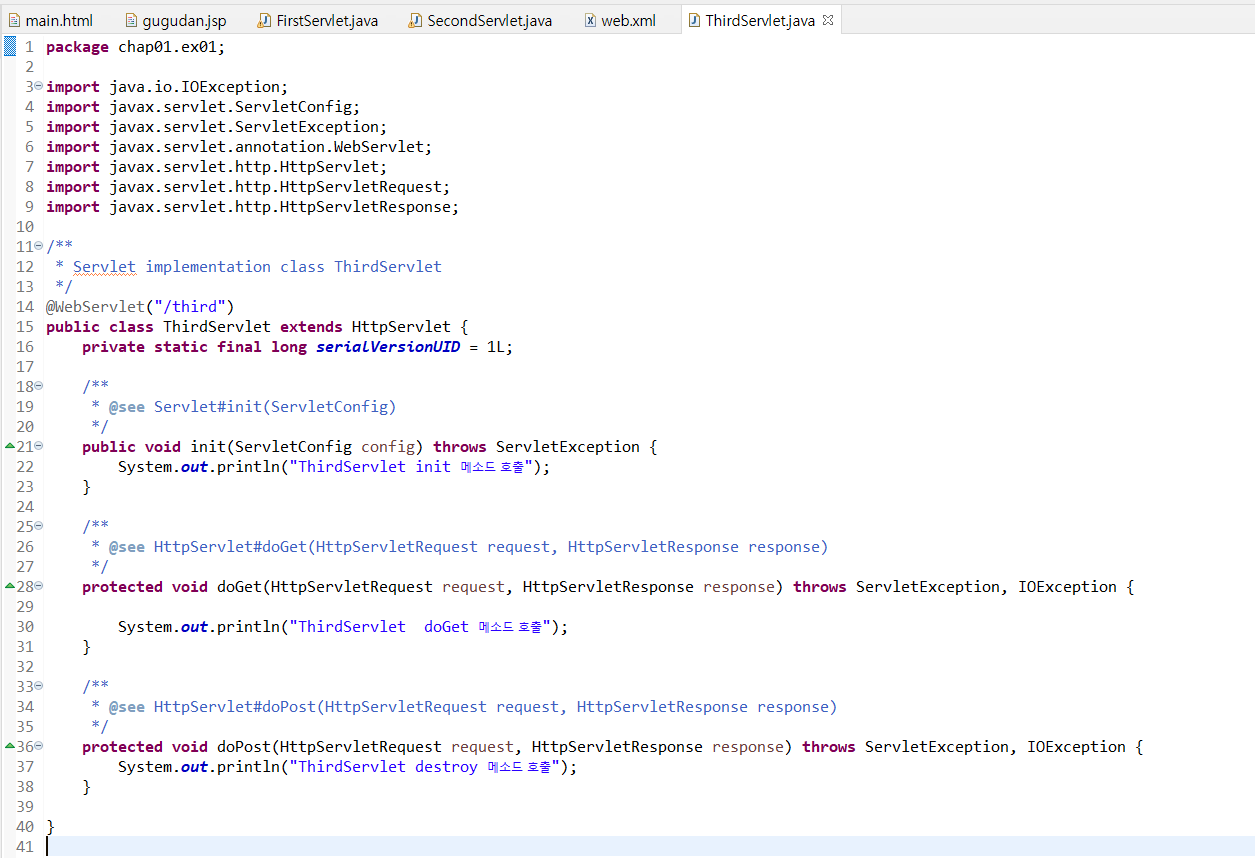 main.html gugudan.jsp FirstServlet.java SecondServlet.java web.xml ThirdServlet.java
1 package chap01.ex01;
2
3 import java.io.IOException;
4 import javax.servlet.ServletConfig;
5 import javax.servlet.ServletException;
6 import javax.servlet.annotation.WebServlet;
7 import javax.servlet.http.HttpServlet;
8 import javax.servlet.http.HttpServletRequest;
9 import javax.servlet.http.HttpServletResponse;
10
11 /**
12  * Servlet implementation class ThirdServlet
13  */
14 @WebServlet("/third")
15 public class ThirdServlet extends HttpServlet {
16     private static final long serialVersionUID = 1L;
17
18     /**
19      * @see Servlet#init(ServletConfig)
20      */
21     public void init(ServletConfig config) throws ServletException {
22         System.out.println("ThirdServlet init 메소드 호출");
23     }
24
25     /**
26      * @see HttpServlet#doGet(HttpServletRequest request, HttpServletResponse response)
27      */
28     protected void doGet(HttpServletRequest request, HttpServletResponse response) throws ServletException, IOException {
29
30         System.out.println("ThirdServlet  doGet 메소드 호출");
31     }
32
33     /**
34      * @see HttpServlet#doPost(HttpServletRequest request, HttpServletResponse response)
35      */
36     protected void doPost(HttpServletRequest request, HttpServletResponse response) throws ServletException, IOException {
37         System.out.println("ThirdServlet destroy 메소드 호출");
38     }
39
40 }
41